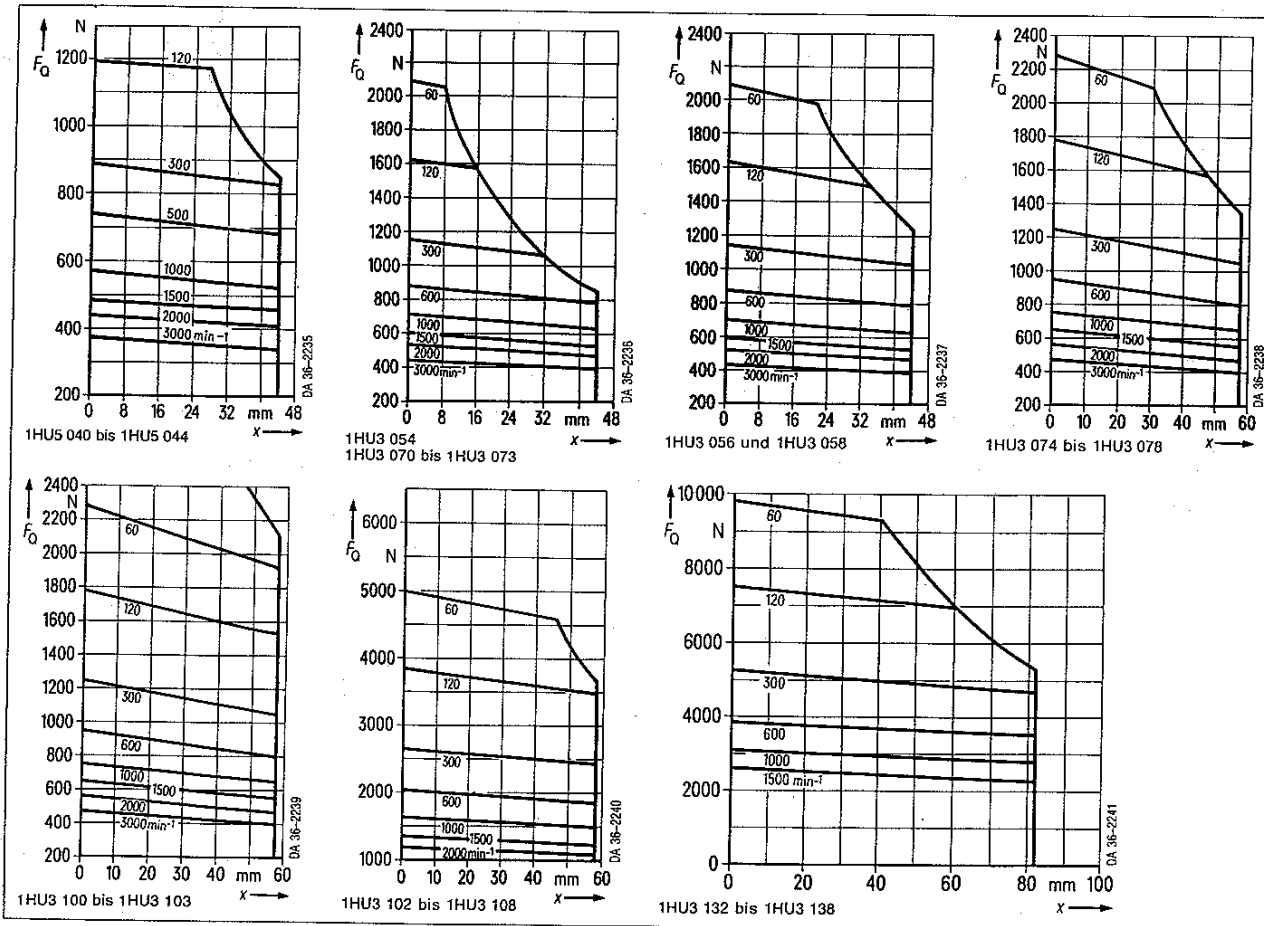 N
F_Q
1200
1000
800
600
400
200
120
300
500
1000
1500
2000
3000 min⁻¹
0 8 16 24 32 mm 48
x
DA 36-2235
1HU5 040 bis 1HU5 044
2400
F_Q
N
2000
1800
1600
1400
1200
1000
800
600
400
200
60
120
300
600
1000
1500
2000
3000min⁻¹
0 8 16 24 32 mm 48
x
DA 36-2236
1HU3 054
1HU3 070 bis 1HU3 073
2400
F_Q
N
2000
1800
1600
1400
1200
1000
800
600
400
200
60
120
300
600
1000
1500
2000
3000min⁻¹
0 8 16 24 32 mm 48
x
DA 36-2237
1HU3 056 und 1HU3 058
2400
N
F_Q
2200
2000
1800
1600
1400
1200
1000
800
600
400
200
60
120
300
600
1000
1500
2000
3000min⁻¹
0 10 20 30 40 mm 60
x
DA 36-2238
1HU3 074 bis 1HU3 078
2400
N
2200
F_Q
2000
1800
1600
1400
1200
1000
800
600
400
200
60
120
300
600
1000
1500
2000
3000min⁻¹
0 10 20 30 40 mm 60
x
DA 36-2239
1HU3 100 bis 1HU3 103
6000
F_Q
N
5000
4000
3000
2000
1000
60
120
300
600
1000
1500
2000min⁻¹
0 10 20 30 40 mm 60
x
DA 36-2240
1HU3 102 bis 1HU3 108
10000
N
F_Q
8000
6000
4000
2000
0
60
120
300
600
1000
1500 min⁻¹
0 20 40 60 80 mm 100
x
DA 36-2241
1HU3 132 bis 1HU3 138